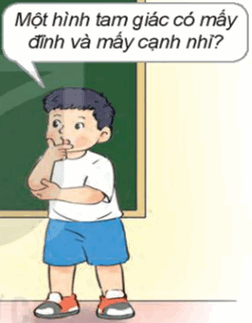 Một hình tam giác có mấy
đỉnh và mấy cạnh nhỉ?